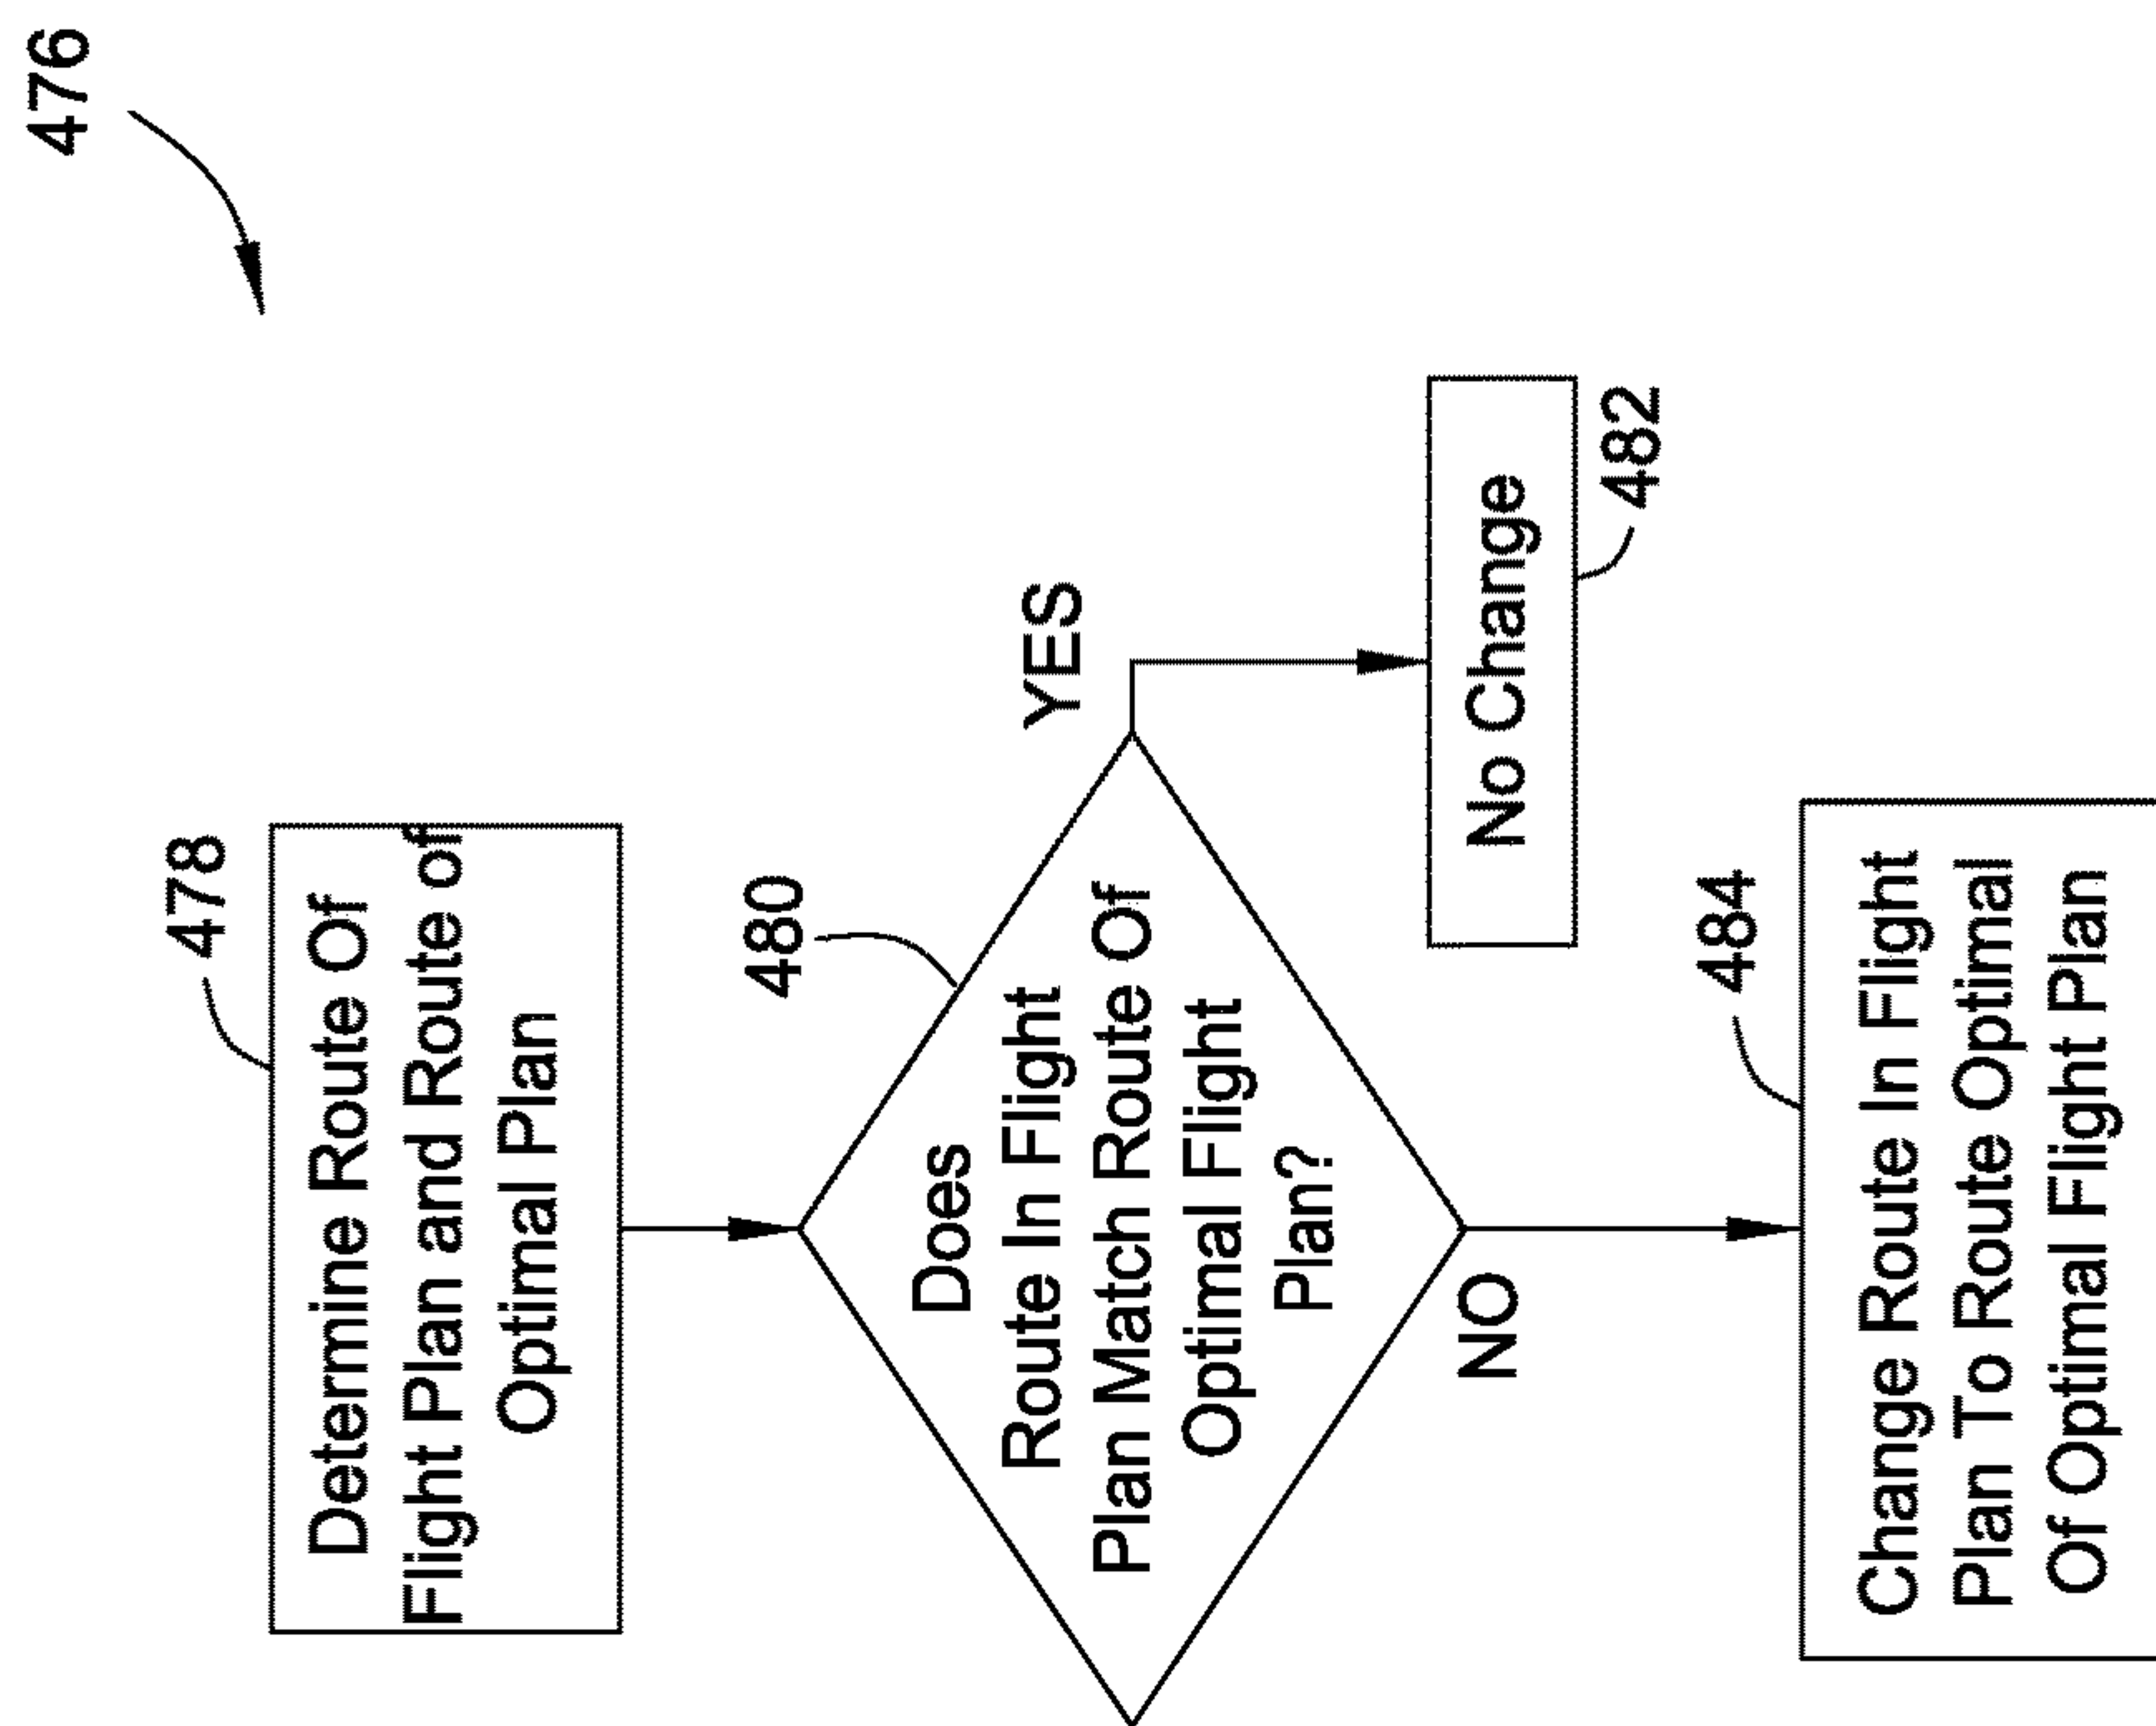 476
478
Determine Route Of
Flight Plan and Route of
Optimal Plan
480
Does
Route In Flight
Plan Match Route Of
Optimal Flight
Plan?
YES
NO
No Change
482
484
Change Route In Flight
Plan To Route Optimal
Of Optimal Flight Plan